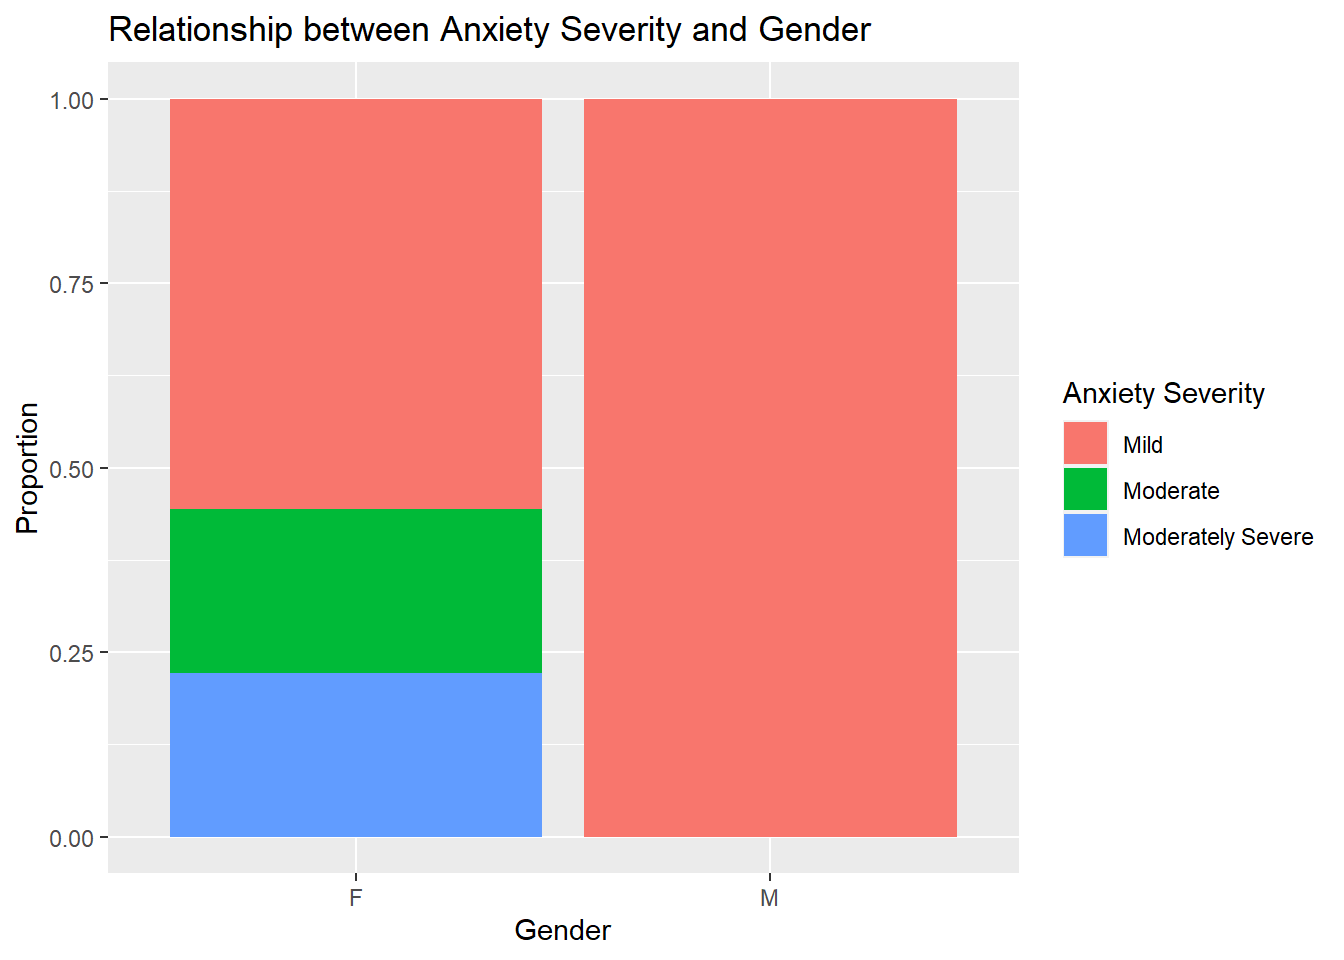 Relationship between Anxiety Severity and Gender
1.00
0.75
0.50
0.25
0.00
Proportion
F
M
Gender
Anxiety Severity
Mild
Moderate
Moderately Severe